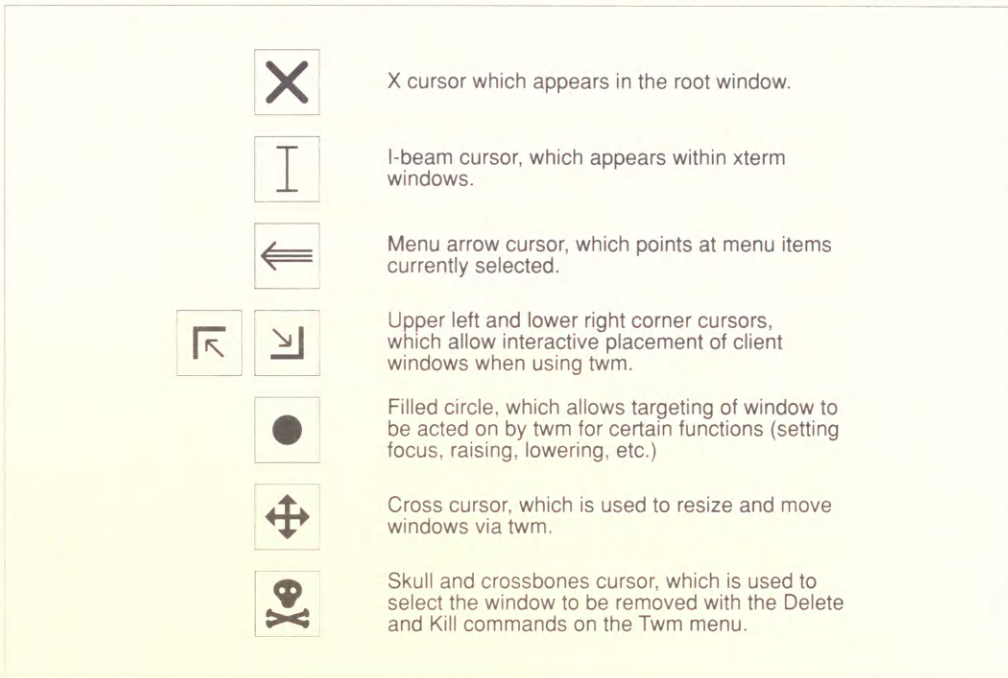 X cursor which appears in the root window.
I-beam cursor, which appears within xterm
windows.
Menu arrow cursor, which points at menu items
currently selected.
Upper left and lower right corner cursors,
which allow interactive placement of client
windows when using twm.
Filled circle, which allows targeting of window to
be acted on by twm for certain functions (setting
focus, raising, lowering, etc.)
Cross cursor, which is used to resize and move
windows via twm.
Skull and crossbones cursor, which is used to
select the window to be removed with the Delete
and Kill commands on the Twm menu.